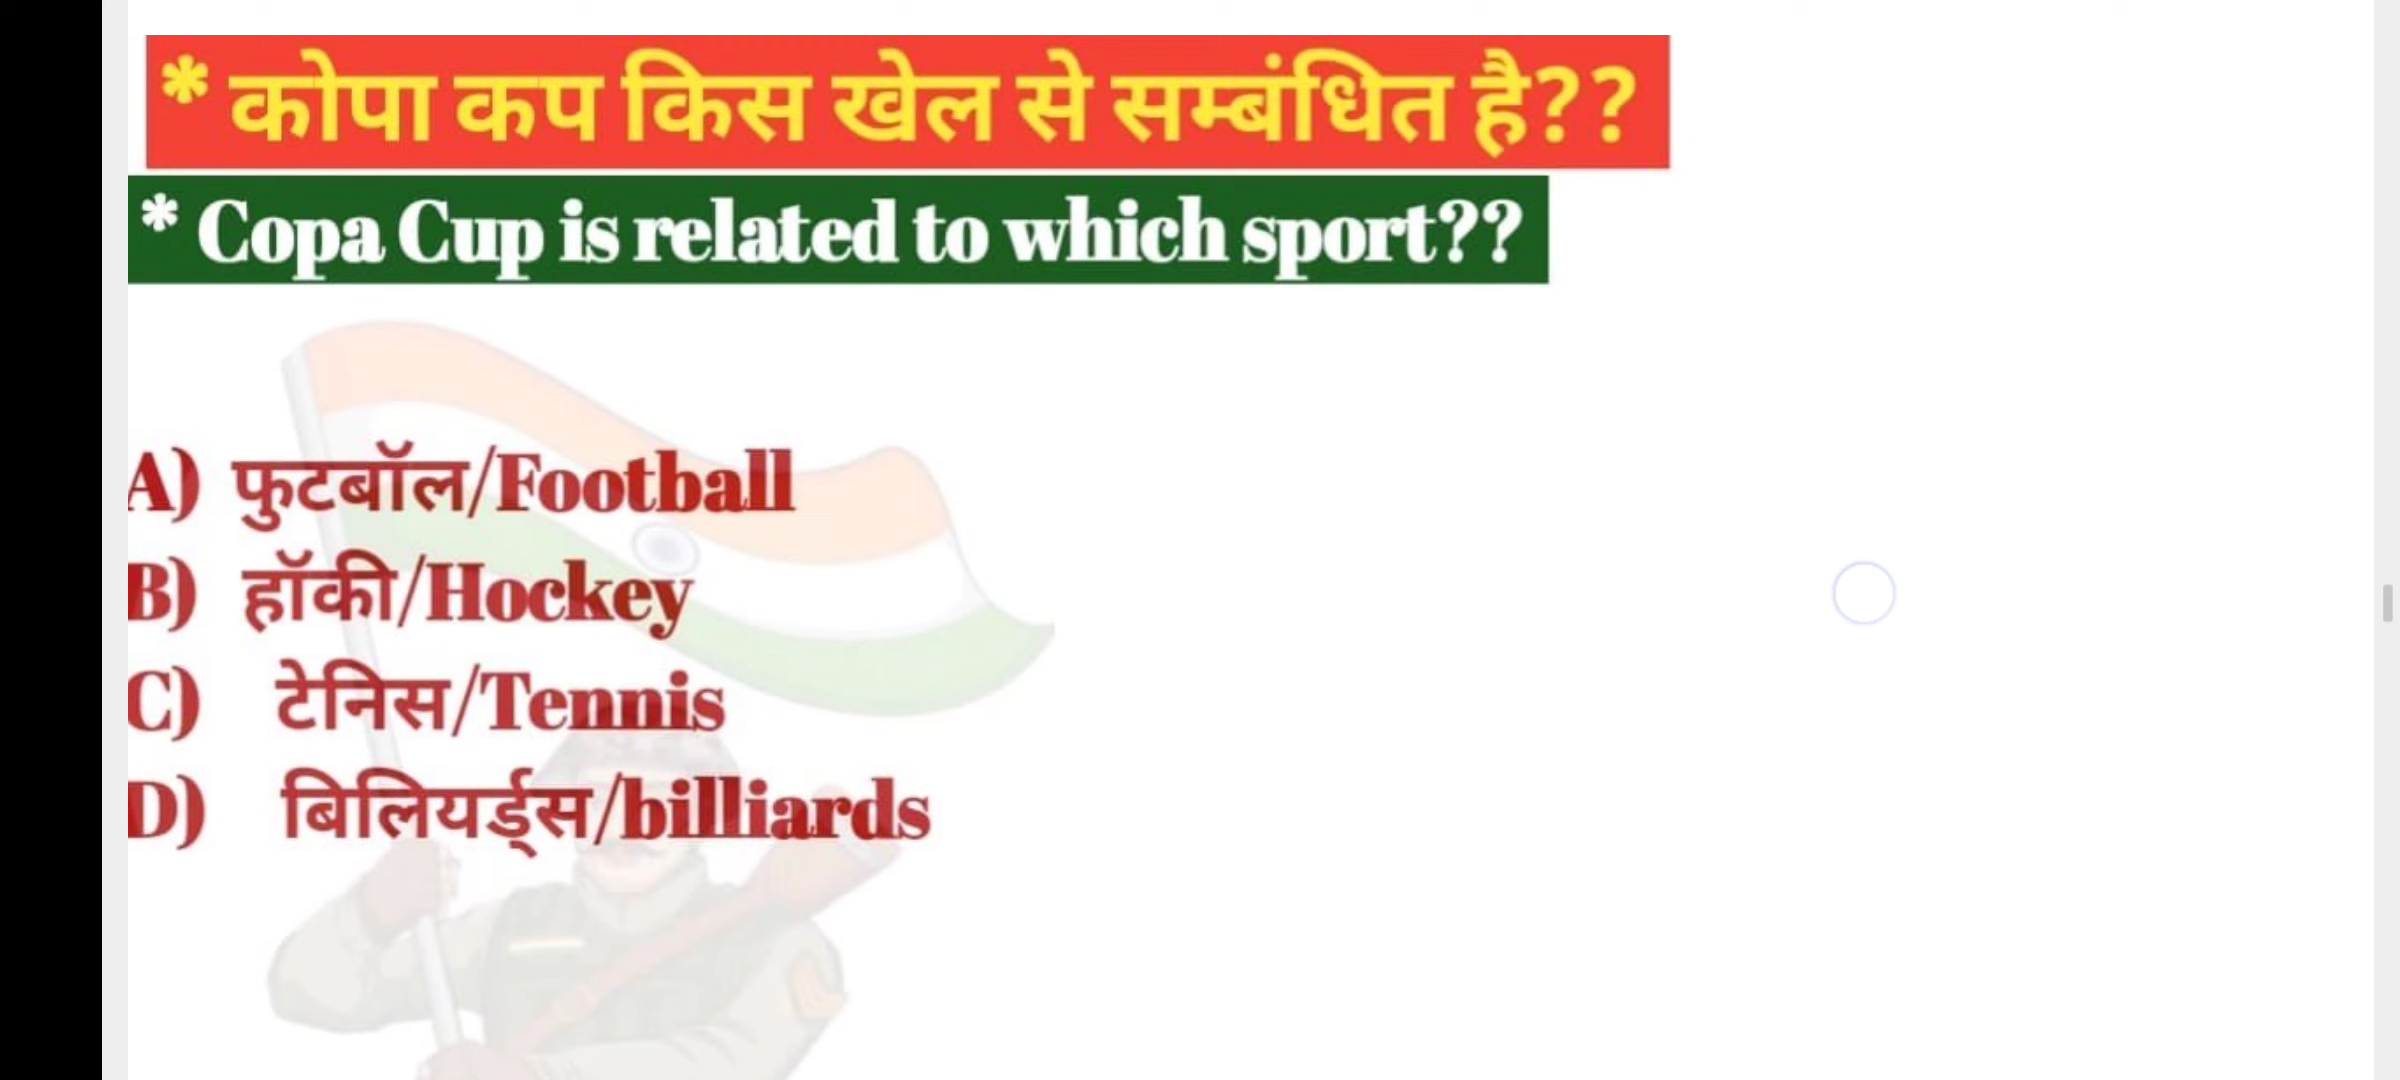 * कोपा कप किस खेल से सम्बंधित है??
* Copa Cup is related to which sport??
A) फुटबॉल/Football
B) हॉकी/Hockey
C) टेनिस/Tennis
D) बिलियर्ड्स/billiards